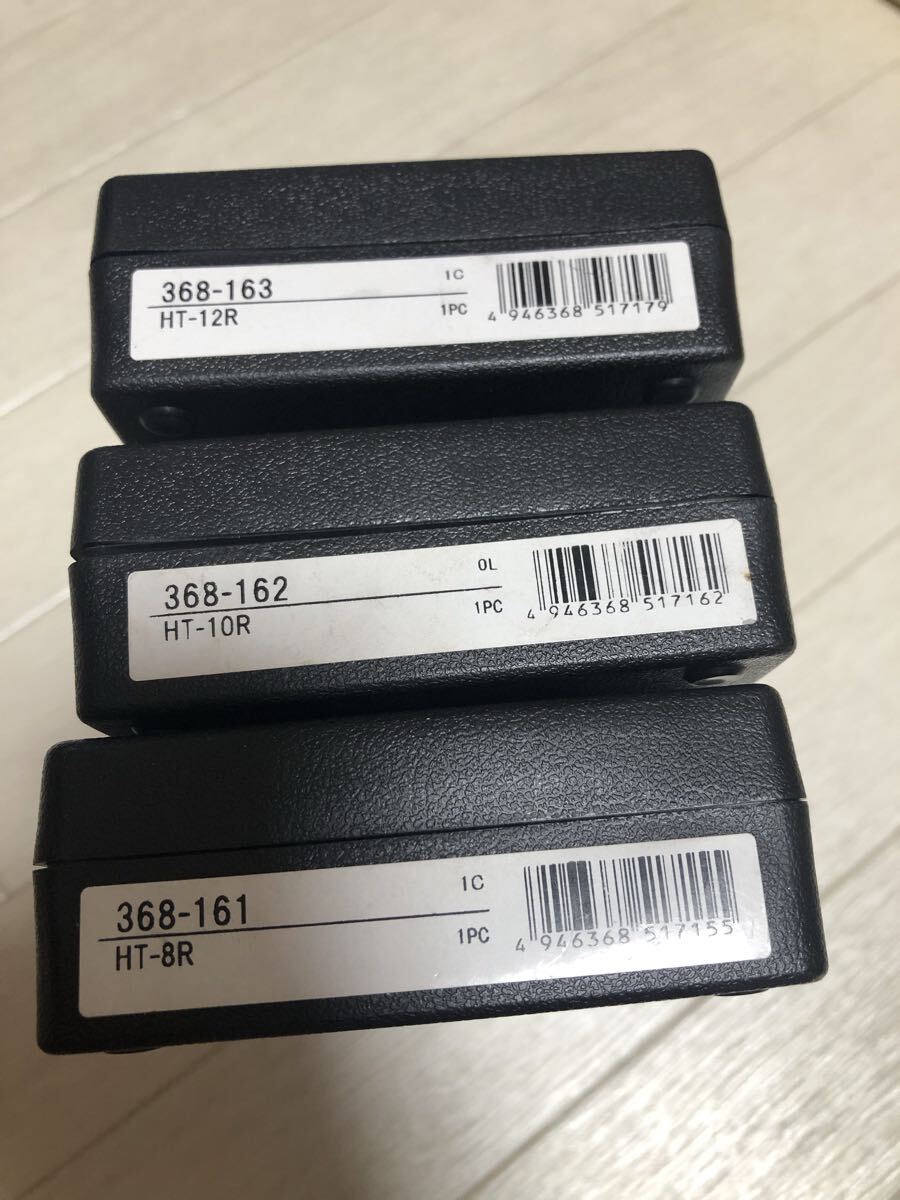 368-163 1C
HT-12R 1PC
4 946368 517179
368-162 0L
HT-10R 1PC
4 946368 517162
368-161 1C
HT-8R 1PC
4 946368 517155